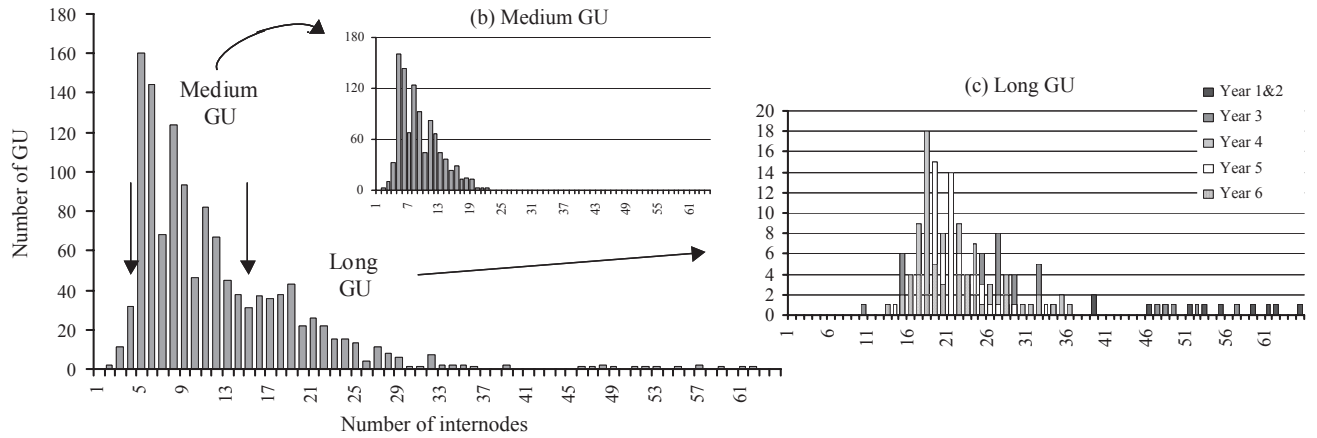 180
160
140
120
100
80
60
40
20
0
Number of GU
1 5 9 13 17 21 25 29 33 37 41 45 49 53 57 61
Number of internodes
Medium
GU
Long
GU
(b) Medium GU
180
120
60
0
1 7 13 19 25 31 37 43 49 55 61
(c) Long GU
Year 1&2
Year 3
Year 4
Year 5
Year 6
20
18
16
14
12
10
8
6
4
2
0
1 6 11 16 21 26 31 36 41 46 51 56 61